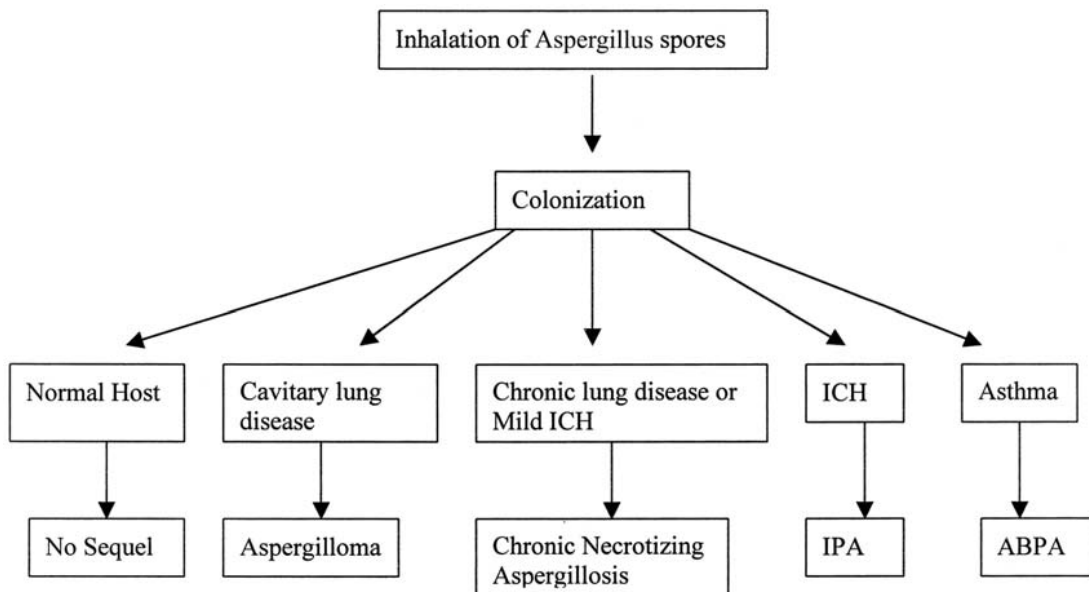 Inhalation of Aspergillus spores
Colonization
Normal Host
Cavitary lung
disease
Chronic lung disease or
Mild ICH
ICH
Asthma
No Sequel
Aspergilloma
Chronic Necrotizing
Aspergillosis
IPA
ABPA